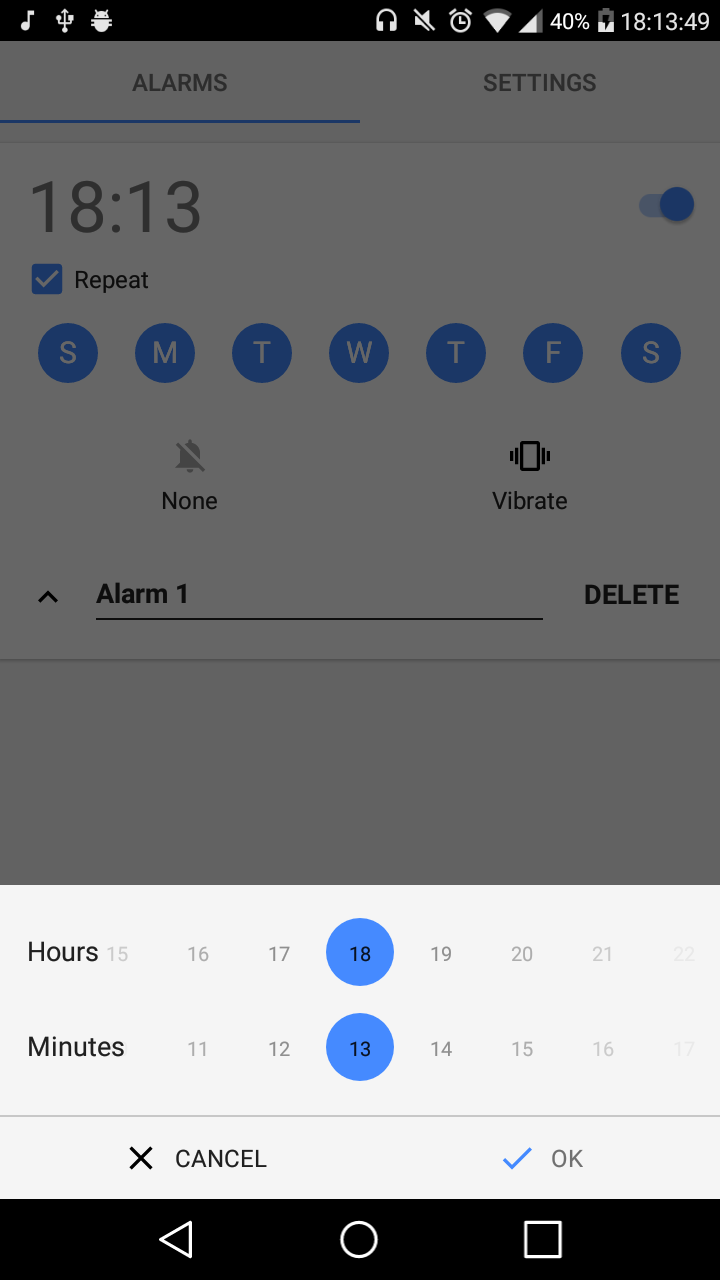 40% 18:13:49
ALARMS SETTINGS
18:13
Repeat
S M T W T F S
None Vibrate
Alarm 1 DELETE
Hours 15 16 17 18 19 20 21 22
Minutes 11 12 13 14 15 16 17
CANCEL OK